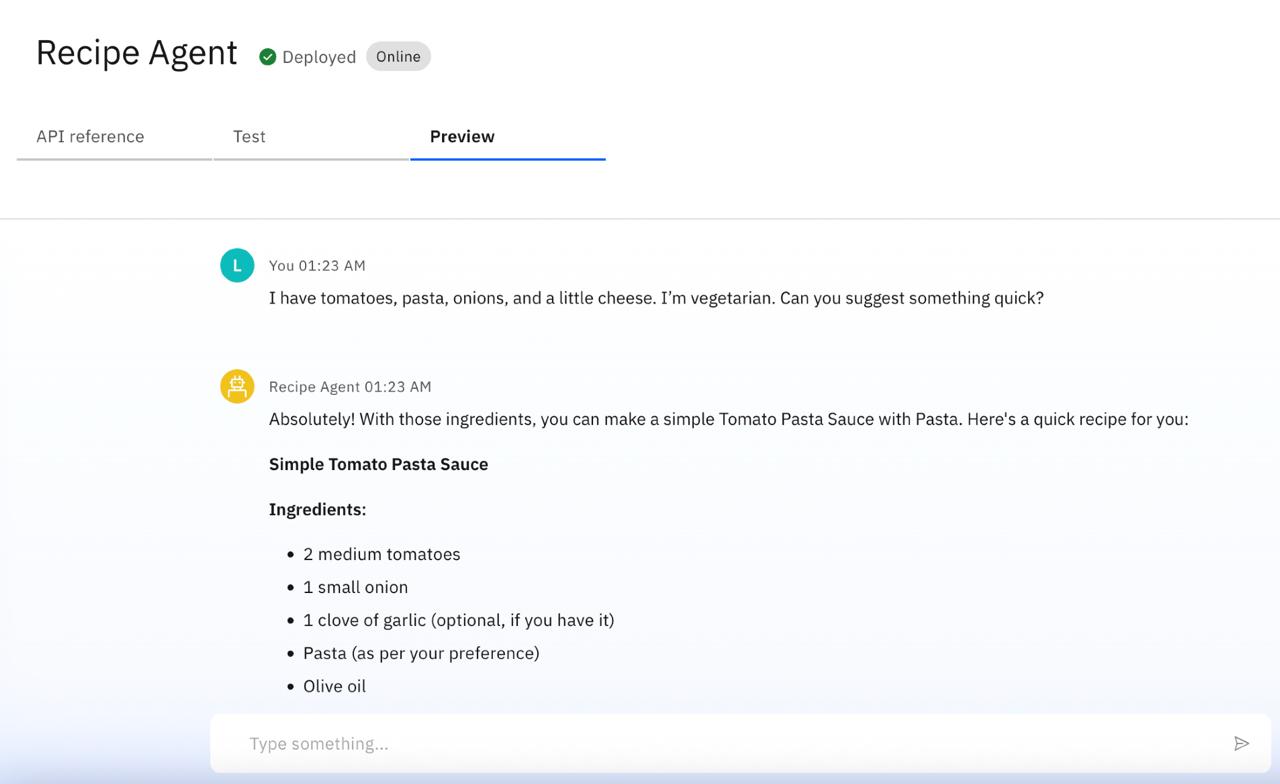 Recipe Agent Deployed Online
API reference Test Preview
L You 01:23 AM
I have tomatoes, pasta, onions, and a little cheese. I’m vegetarian. Can you suggest something quick?
Recipe Agent 01:23 AM
Absolutely! With those ingredients, you can make a simple Tomato Pasta Sauce with Pasta. Here's a quick recipe for you:
Simple Tomato Pasta Sauce
Ingredients:
• 2 medium tomatoes
• 1 small onion
• 1 clove of garlic (optional, if you have it)
• Pasta (as per your preference)
• Olive oil
Type something...